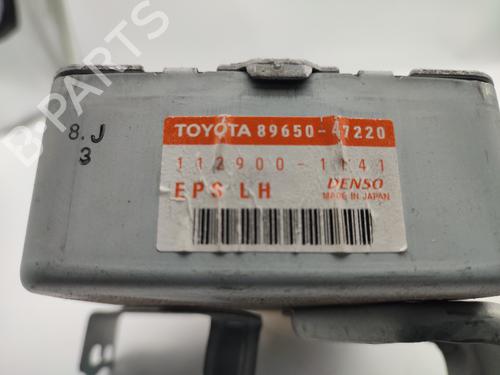 B-PARTS
8.J
3
TOYOTA 89650-47220
112900-1141
EPS LH
DENSO
MADE IN JAPAN